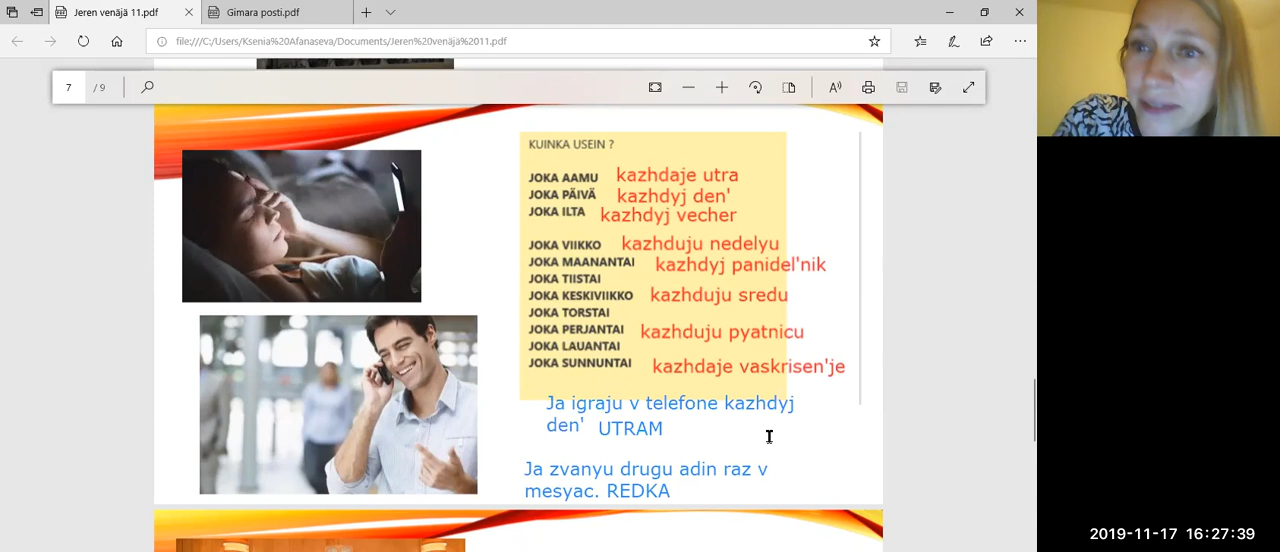 Jeren venäjä 11.pdf
Gimara posti.pdf
file:///C:/Users/Ksenia%20Afanaseva/Documents/Jeren%20venäjä%2011.pdf
7 / 9
KUINKA USEIN ?
JOKA AAMU kazhdaje utra
JOKA PÄIVÄ kazhdyj den'
JOKA ILTA kazhdyj vecher
JOKA VIIKKO kazhduju nedelyu
JOKA MAANANTAI kazhdyj panidel'nik
JOKA TIISTAI
JOKA KESKIVIIKKO kazhduju sredu
JOKA TORSTAI
JOKA PERJANTAI kazhduju pyatnicu
JOKA LAUANTAI
JOKA SUNNUNTAI kazhdaje vaskrisen'je
Ja igraju v telefone kazhdyj
den' UTRAM
Ja zvanyu drugu adin raz v
mesyac. REDKA
2019-11-17 16:27:39